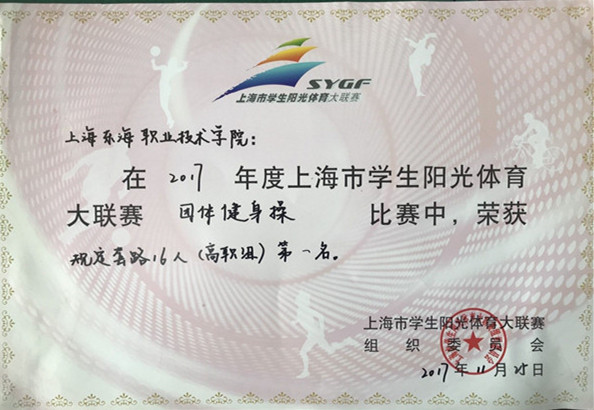 SYGF
上海市学生阳光体育大联赛
上海东海职业技术学院：
在 2017 年度上海市学生阳光体育
大联赛 团体健身操 比赛中，荣获
规定套路16人（高职组）第一名。
上海市学生阳光体育大联赛
组织委员会
2017年11月25日